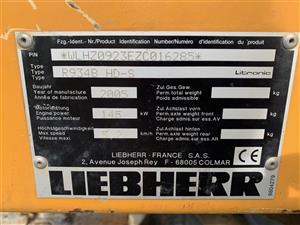 Fzg.-Ident.-Nr./Product Identification Number/Numéro d'identification du produit
PIN *WLHZ0923EZC016285*
Typ
Type
Type
R934B HD-S
Litronic
Baujahr
Year of manufacture
Année de fabrication
2005
Zul.Ges.Gew.
Perm.total weight
Poids admissible
kg
Motorleistung
Engine power
Puissance moteur
145 kW
Zul.Achslast vorn
Perm.front axle weight
Charge adm. sur ess. AV
kg
Höchstgeschwindigkeit
Max.speed
Vitesse maxi.
km/h
Zul.Achslast hinten
Perm.rear axle weight
Charge adm. sur ess. AR
kg
LIEBHERR - FRANCE S.A.S.
2, Avenue Joseph Rey F - 68005 COLMAR
CE
LIEBHERR